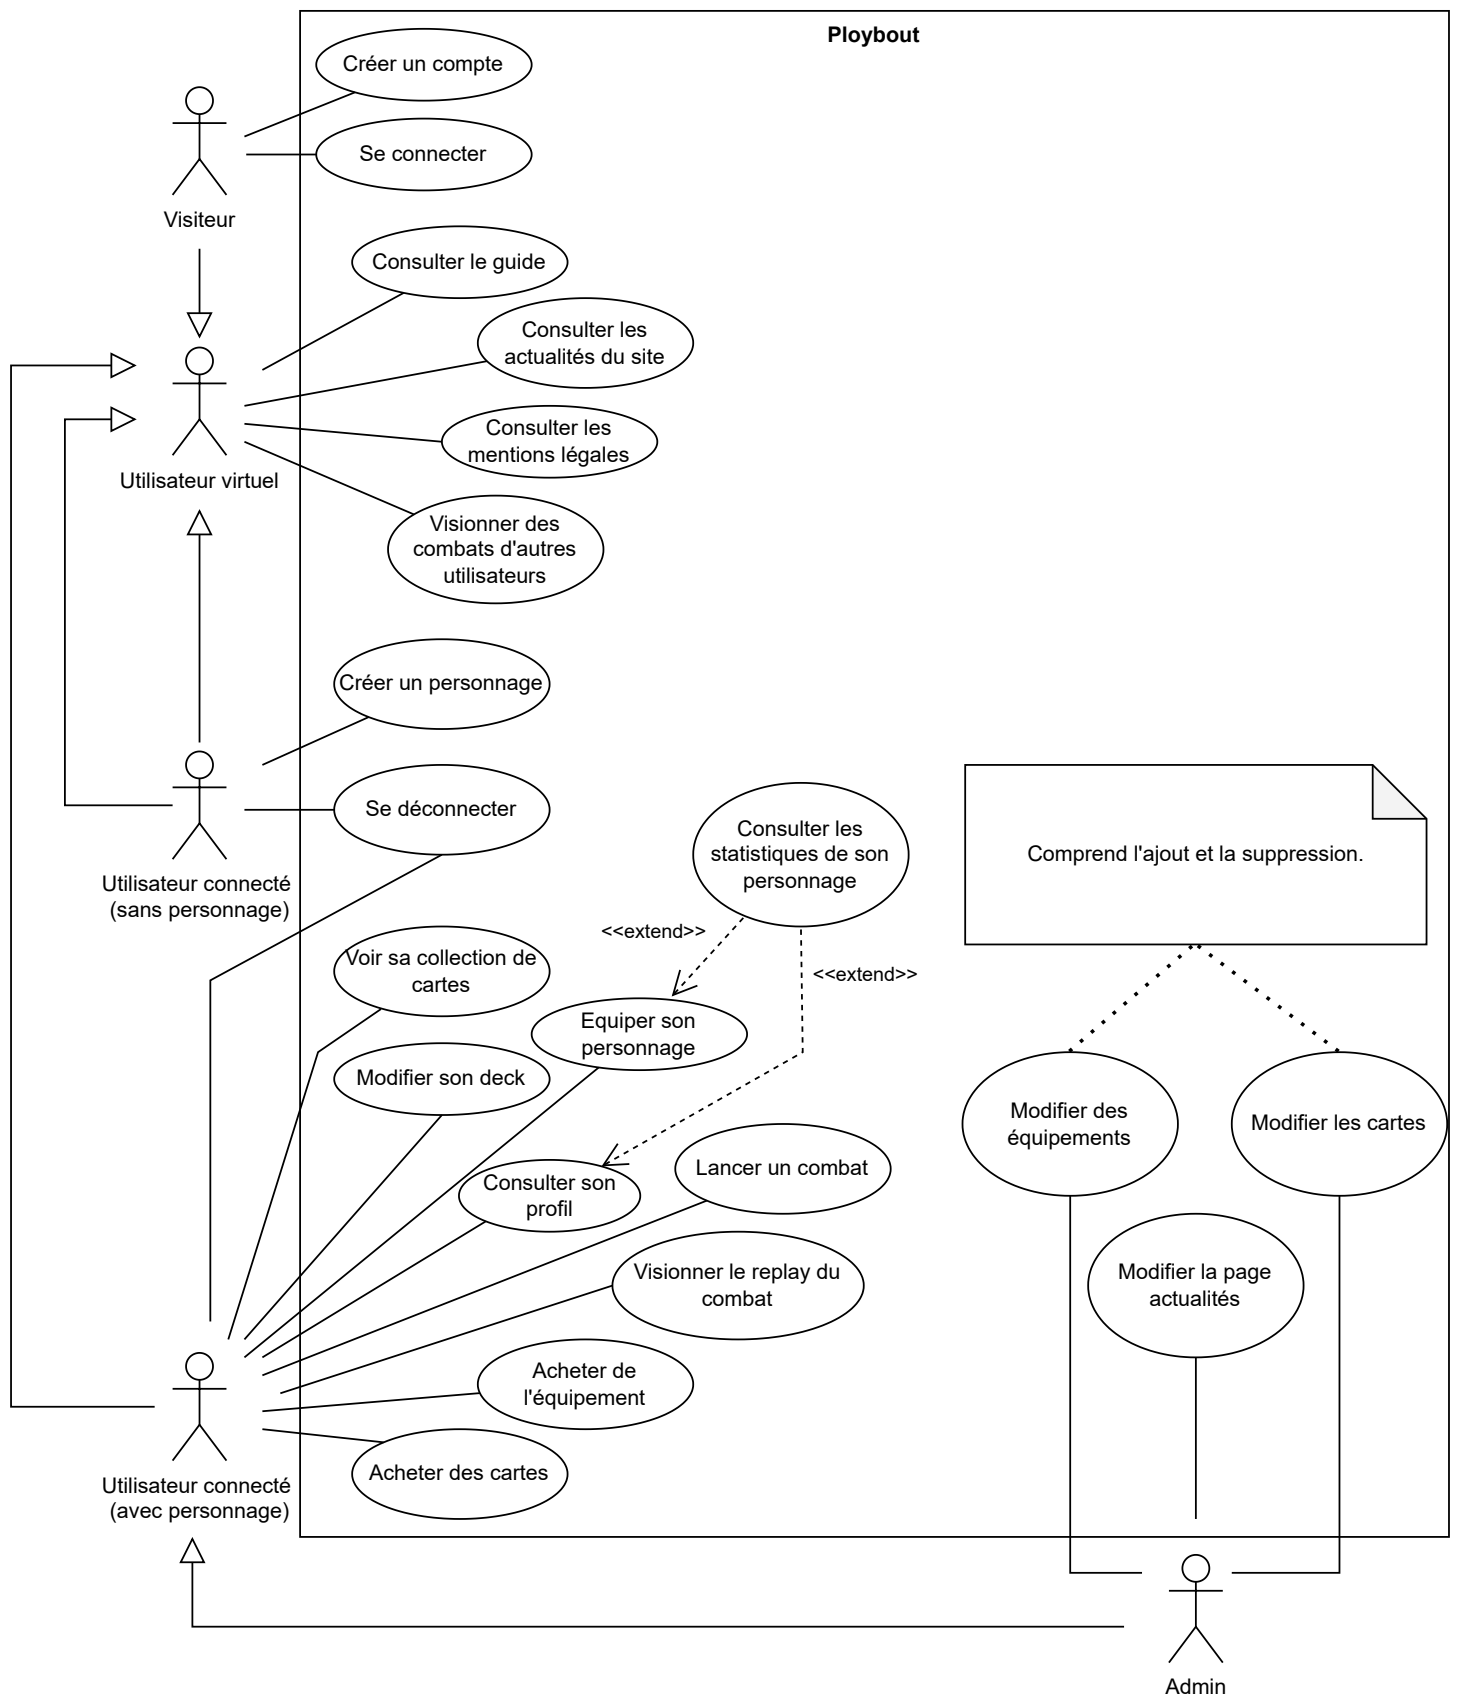 Ploybout
Créer un compte
Se connecter
Visiteur
Consulter le guide
Consulter les
actualités du site
Consulter les
mentions légales
Utilisateur virtuel
Visionner des
combats d'autres
utilisateurs
Créer un personnage
Se déconnecter
Utilisateur connecté
(sans personnage)
Consulter les
statistiques de son
personnage
Comprend l'ajout et la suppression.
<<extend>>
<<extend>>
Voir sa collection de
cartes
Equiper son
personnage
Modifier son deck
Modifier des
équipements
Modifier les cartes
Lancer un combat
Consulter son
profil
Visionner le replay du
combat
Modifier la page
actualités
Acheter de
l'équipement
Acheter des cartes
Utilisateur connecté
(avec personnage)
Admin